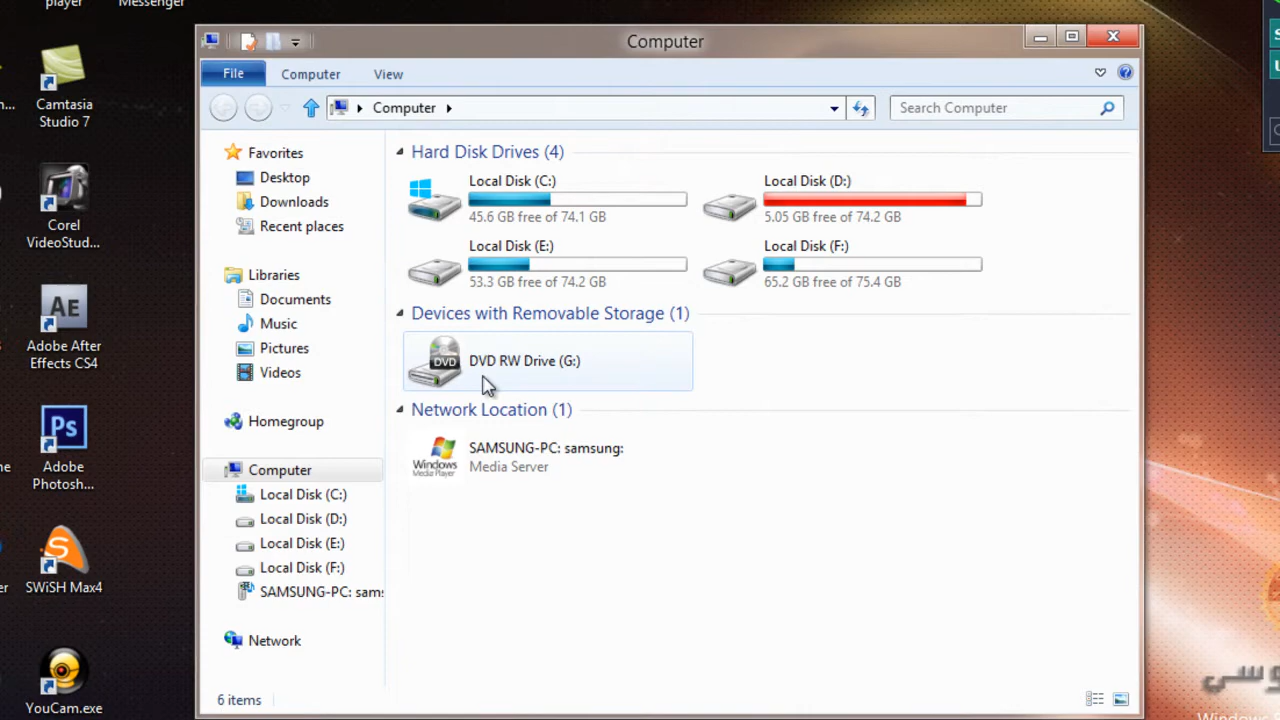 player
Messenger
Camtasia
Studio 7
Corel
VideoStud...
AE
Adobe After
Effects CS4
Ps
Adobe
Photosh...
SWiSH Max4
YouCam.exe
Computer
File
Computer
View
Computer
Search Computer
Favorites
Desktop
Downloads
Recent places
Libraries
Documents
Music
Pictures
Videos
Homegroup
Computer
Local Disk (C:)
Local Disk (D:)
Local Disk (E:)
Local Disk (F:)
SAMSUNG-PC: sams
Network
Hard Disk Drives (4)
Local Disk (C:)
45.6 GB free of 74.1 GB
Local Disk (D:)
5.05 GB free of 74.2 GB
Local Disk (E:)
53.3 GB free of 74.2 GB
Local Disk (F:)
65.2 GB free of 75.4 GB
Devices with Removable Storage (1)
DVD
DVD RW Drive (G:)
Network Location (1)
Windows
Media Player
SAMSUNG-PC: samsung:
Media Server
6 items